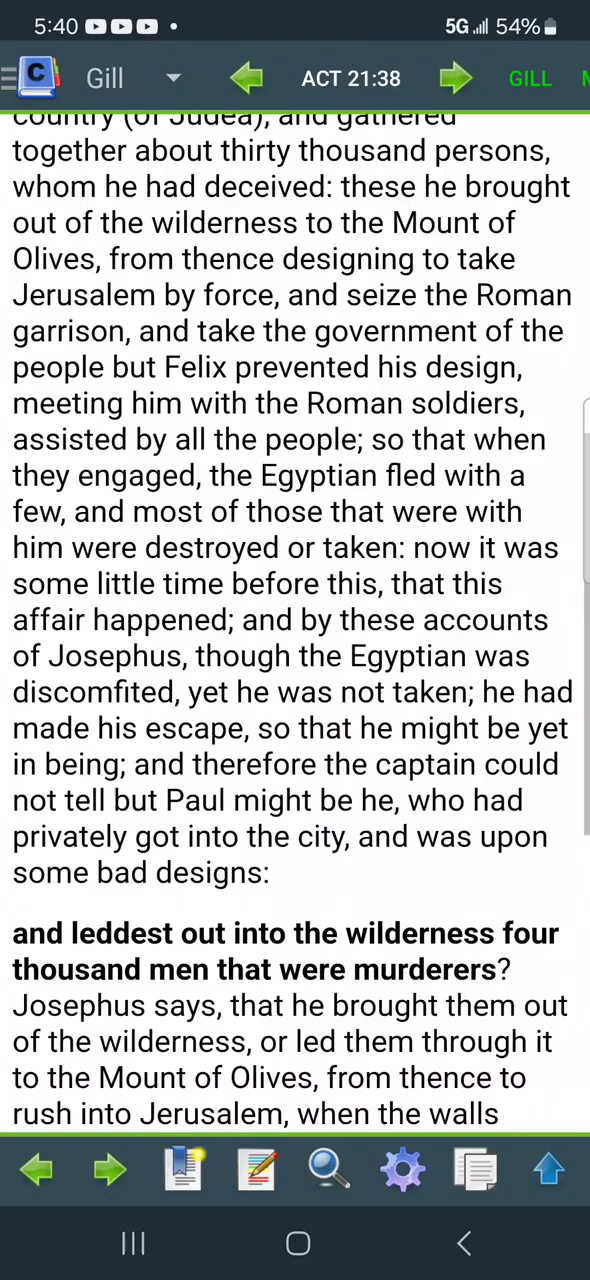 5:40
5G 54%
Gill
ACT 21:38
GILL
country (of Judea), and gathered
together about thirty thousand persons,
whom he had deceived: these he brought
out of the wilderness to the Mount of
Olives, from thence designing to take
Jerusalem by force, and seize the Roman
garrison, and take the government of the
people but Felix prevented his design,
meeting him with the Roman soldiers,
assisted by all the people; so that when
they engaged, the Egyptian fled with a
few, and most of those that were with
him were destroyed or taken: now it was
some little time before this, that this
affair happened; and by these accounts
of Josephus, though the Egyptian was
discomfited, yet he was not taken; he had
made his escape, so that he might be yet
in being; and therefore the captain could
not tell but Paul might be he, who had
privately got into the city, and was upon
some bad designs:
and leddest out into the wilderness four
thousand men that were murderers?
Josephus says, that he brought them out
of the wilderness, or led them through it
to the Mount of Olives, from thence to
rush into Jerusalem, when the walls